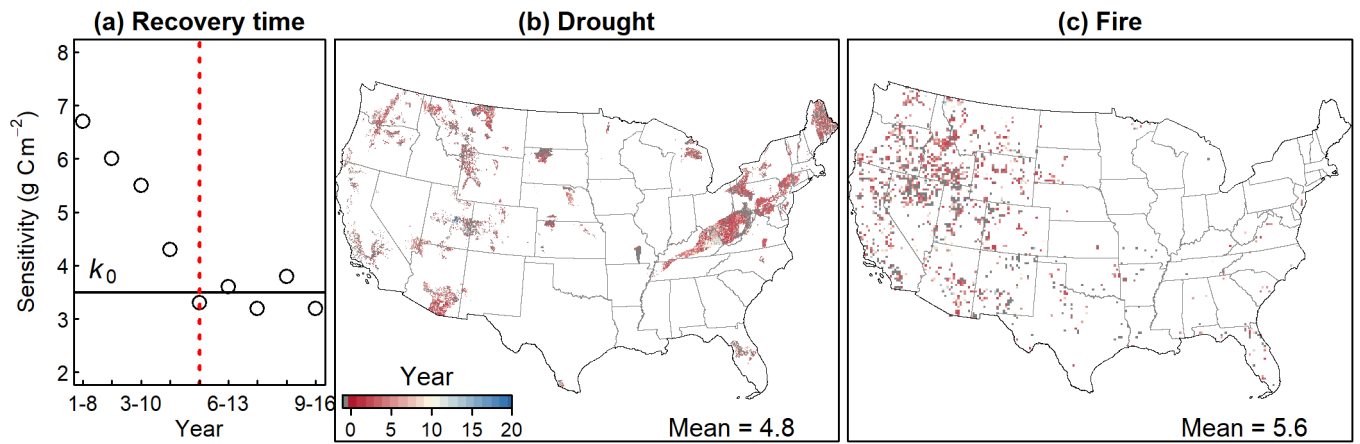 (a) Recovery time
Sensitivity (g Cm−2)
8
7
6
5
4
3
2
k0
1-8 3-10 6-13 9-16
Year
(b) Drought
Year
0 5 10 15 20
Mean = 4.8
(c) Fire
Mean = 5.6